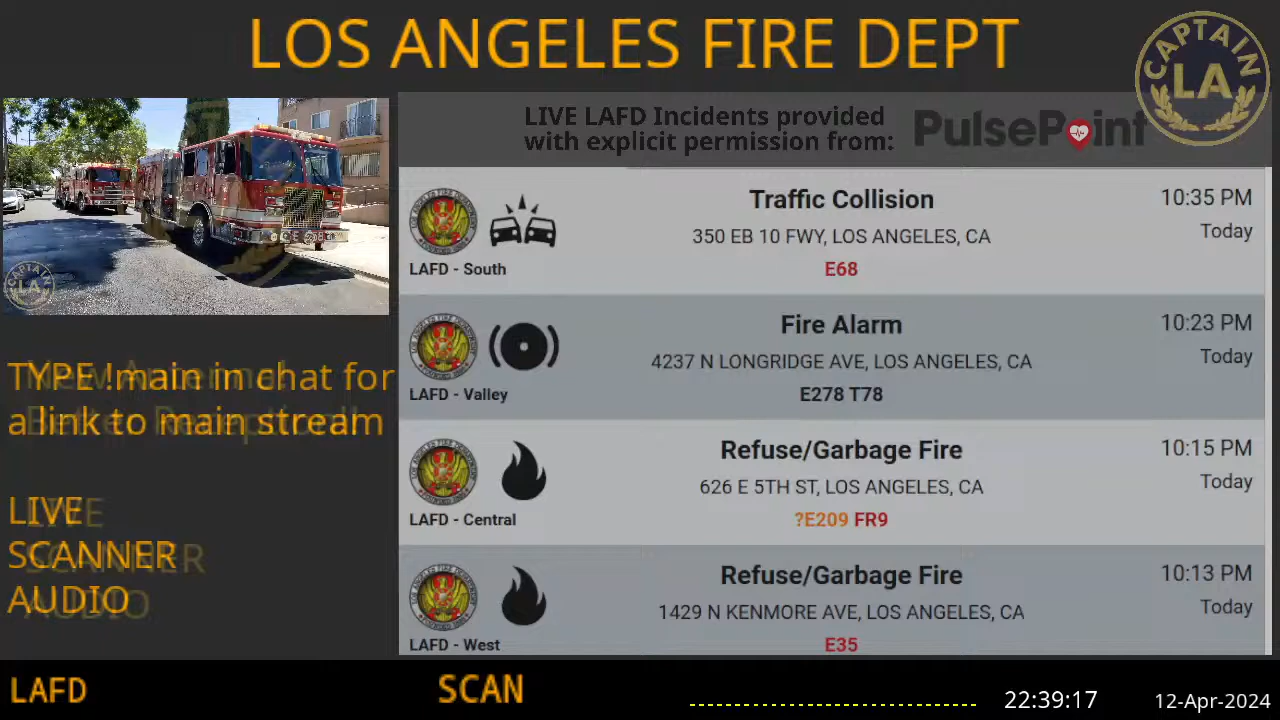 LOS ANGELES FIRE DEPT
CAPTAIN
LA
LIVE LAFD Incidents provided
with explicit permission from:
PulsePoint
Traffic Collision
10:35 PM
350 EB 10 FWY, LOS ANGELES, CA
Today
LAFD - South
E68
Fire Alarm
10:23 PM
4237 N LONGRIDGE AVE, LOS ANGELES, CA
Today
LAFD - Valley
E278 T78
Refuse/Garbage Fire
10:15 PM
626 E 5TH ST, LOS ANGELES, CA
Today
LAFD - Central
?E209 FR9
Refuse/Garbage Fire
10:13 PM
1429 N KENMORE AVE, LOS ANGELES, CA
Today
LAFD - West
E35
CAPTAIN
LA
TYPE !main in chat for
a link to main stream
LIVE
SCANNER
AUDIO
LAFD
SCAN
22:39:17
12-Apr-2024